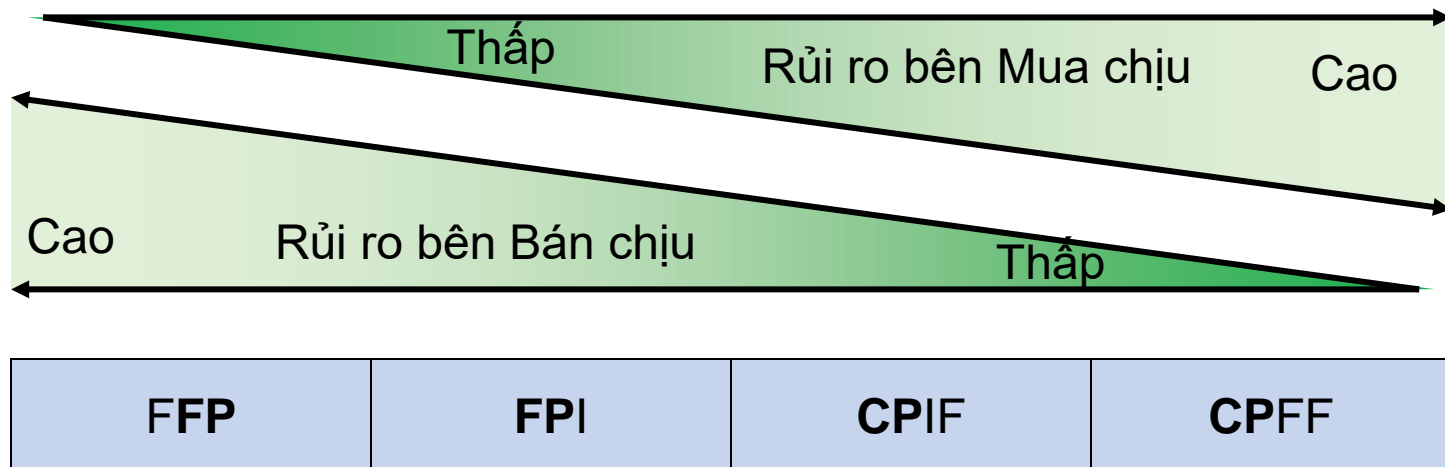 Thấp
Rủi ro bên Mua chịu
Cao
Cao
Rủi ro bên Bán chịu
Thấp
FFP
FPI
CPIF
CPFF